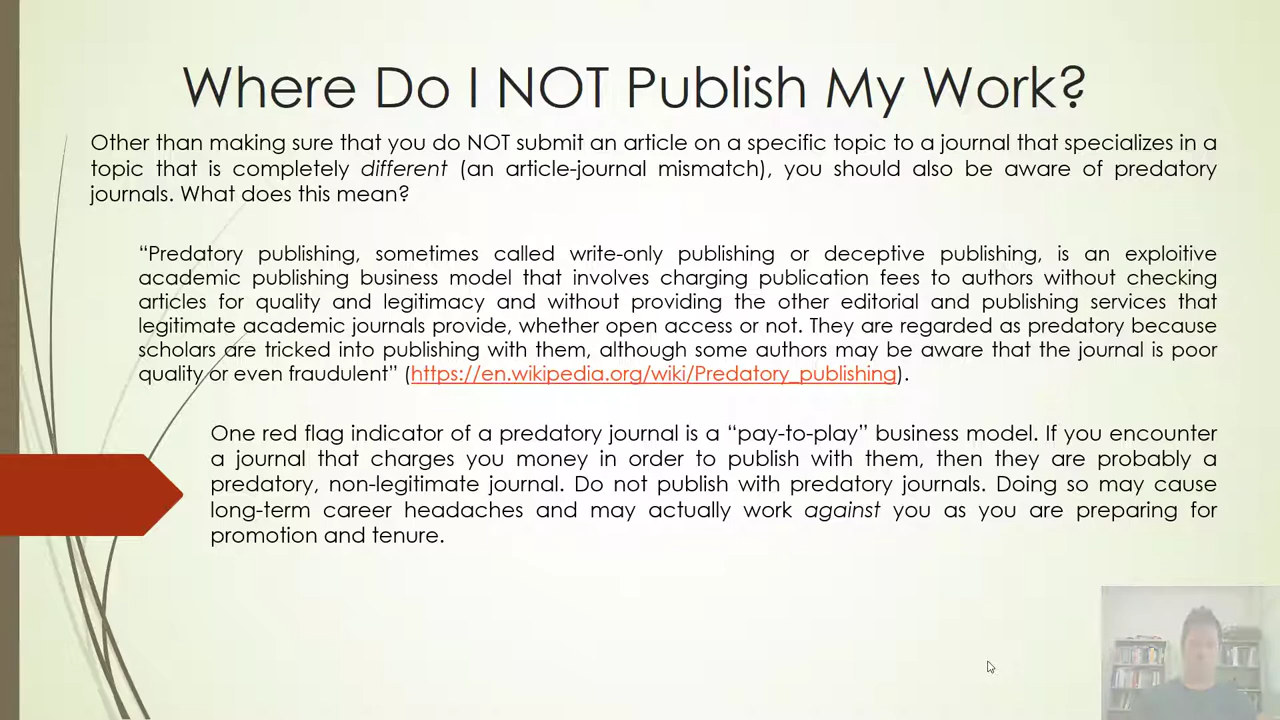 Where Do I NOT Publish My Work?
Other than making sure that you do NOT submit an article on a specific topic to a journal that specializes in a
topic that is completely different (an article-journal mismatch), you should also be aware of predatory
journals. What does this mean?
“Predatory publishing, sometimes called write-only publishing or deceptive publishing, is an exploitive
academic publishing business model that involves charging publication fees to authors without checking
articles for quality and legitimacy and without providing the other editorial and publishing services that
legitimate academic journals provide, whether open access or not. They are regarded as predatory because
scholars are tricked into publishing with them, although some authors may be aware that the journal is poor
quality or even fraudulent” (https://en.wikipedia.org/wiki/Predatory_publishing).
One red flag indicator of a predatory journal is a “pay-to-play” business model. If you encounter
a journal that charges you money in order to publish with them, then they are probably a
predatory, non-legitimate journal. Do not publish with predatory journals. Doing so may cause
long-term career headaches and may actually work against you as you are preparing for
promotion and tenure.